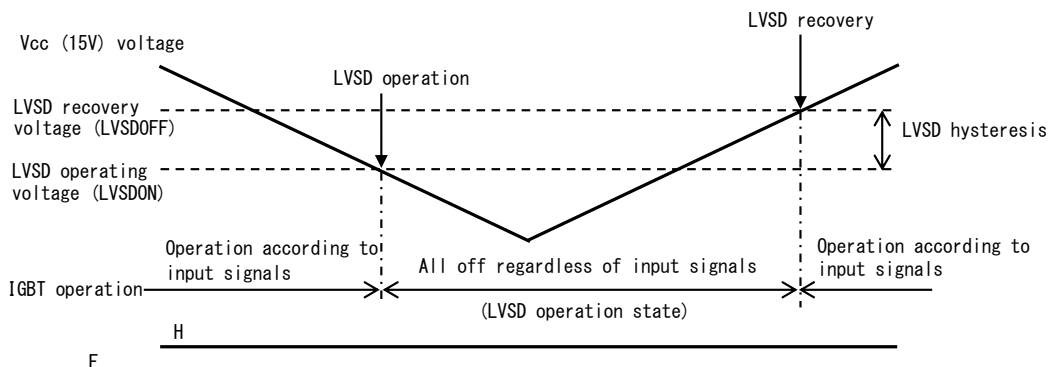 LVSD recovery
Vcc (15V) voltage
LVSD operation
LVSD recovery
voltage (LVSDOFF)
LVSD hysteresis
LVSD operating
voltage (LVSDON)
Operation according to
input signals
All off regardless of input signals
Operation according to
input signals
IGBT operation
(LVSD operation state)
H
F